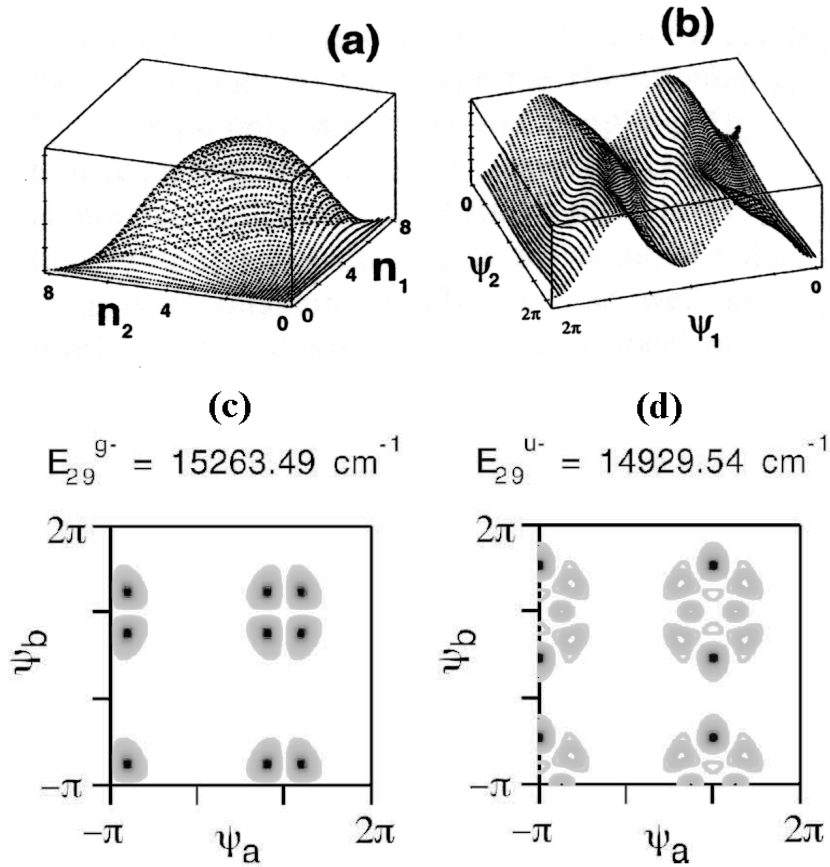 (a)
8
4
n₁
0
8
n₂
4
0
(b)
0
ψ₂
2π
2π
ψ₁
0
(c)
E₂₉ᵍ⁻ = 15263.49 cm⁻¹
2π
ψb
−π
−π
ψa
2π
(d)
E₂₉ᵘ⁻ = 14929.54 cm⁻¹
2π
ψb
−π
−π
ψa
2π